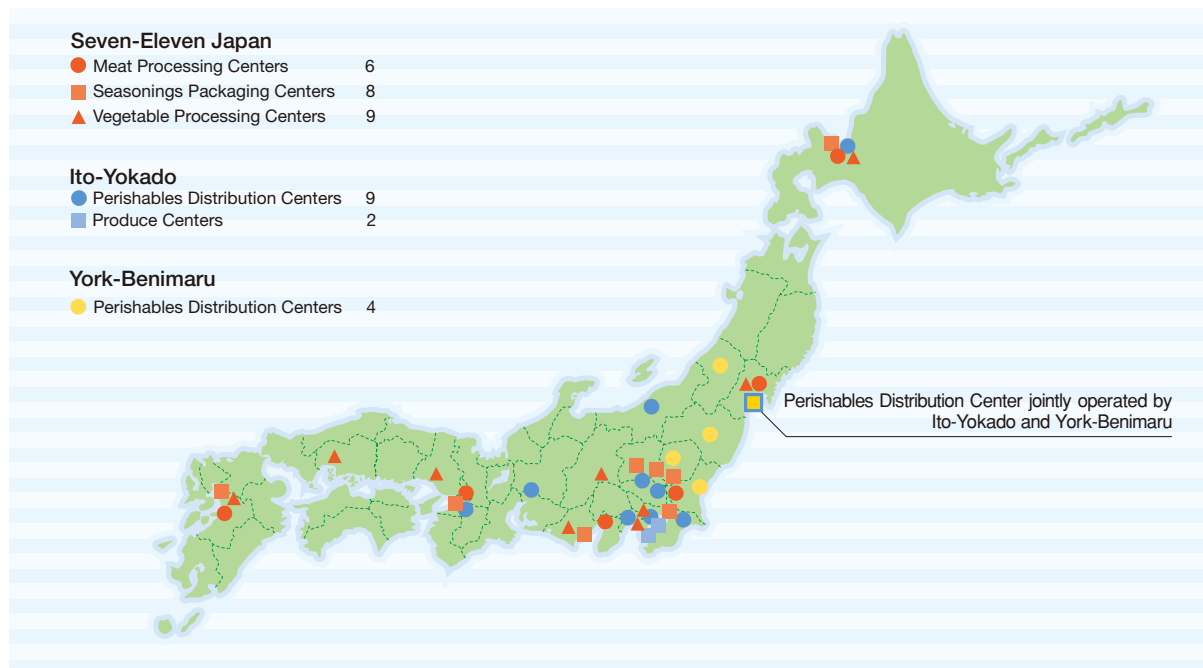 Seven-Eleven Japan
Meat Processing Centers 6
Seasonings Packaging Centers 8
Vegetable Processing Centers 9
Ito-Yokado
Perishables Distribution Centers 9
Produce Centers 2
York-Benimaru
Perishables Distribution Centers 4
Perishables Distribution Center jointly operated by
Ito-Yokado and York-Benimaru